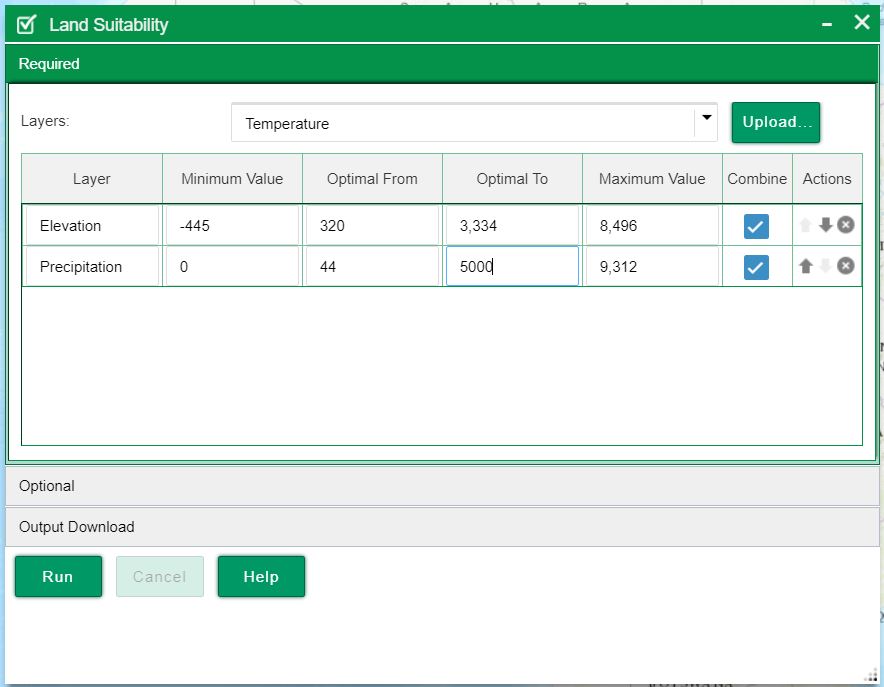 Land Suitability
Required
Layers: Temperature Upload...
Layer Minimum Value Optimal From Optimal To Maximum Value Combine Actions
Elevation -445 320 3,334 8,496
Precipitation 0 44 5000 9,312
Optional
Output Download
Run Cancel Help